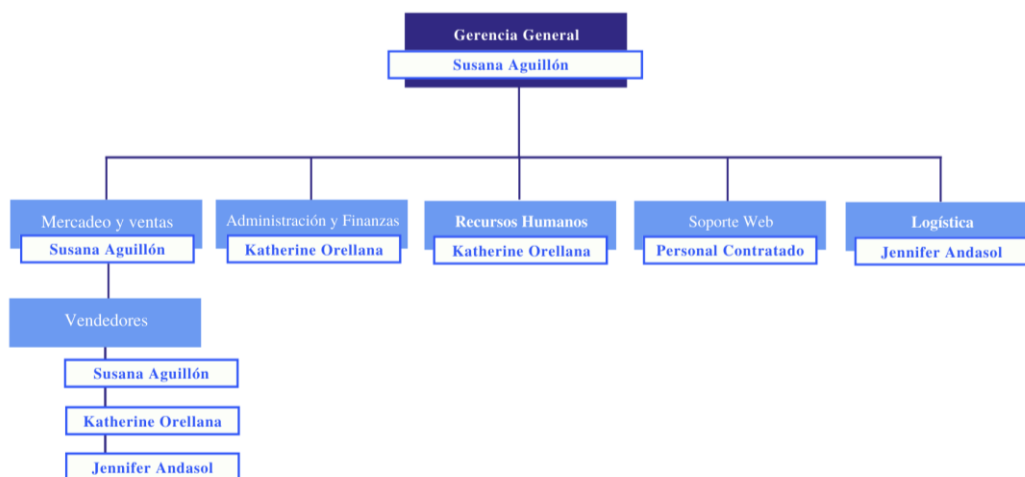 Gerencia General
Susana Aguillón
Mercadeo y ventas
Susana Aguillón
Administración y Finanzas
Katherine Orellana
Recursos Humanos
Katherine Orellana
Soporte Web
Personal Contratado
Logística
Jennifer Andasol
Vendedores
Susana Aguillón
Katherine Orellana
Jennifer Andasol